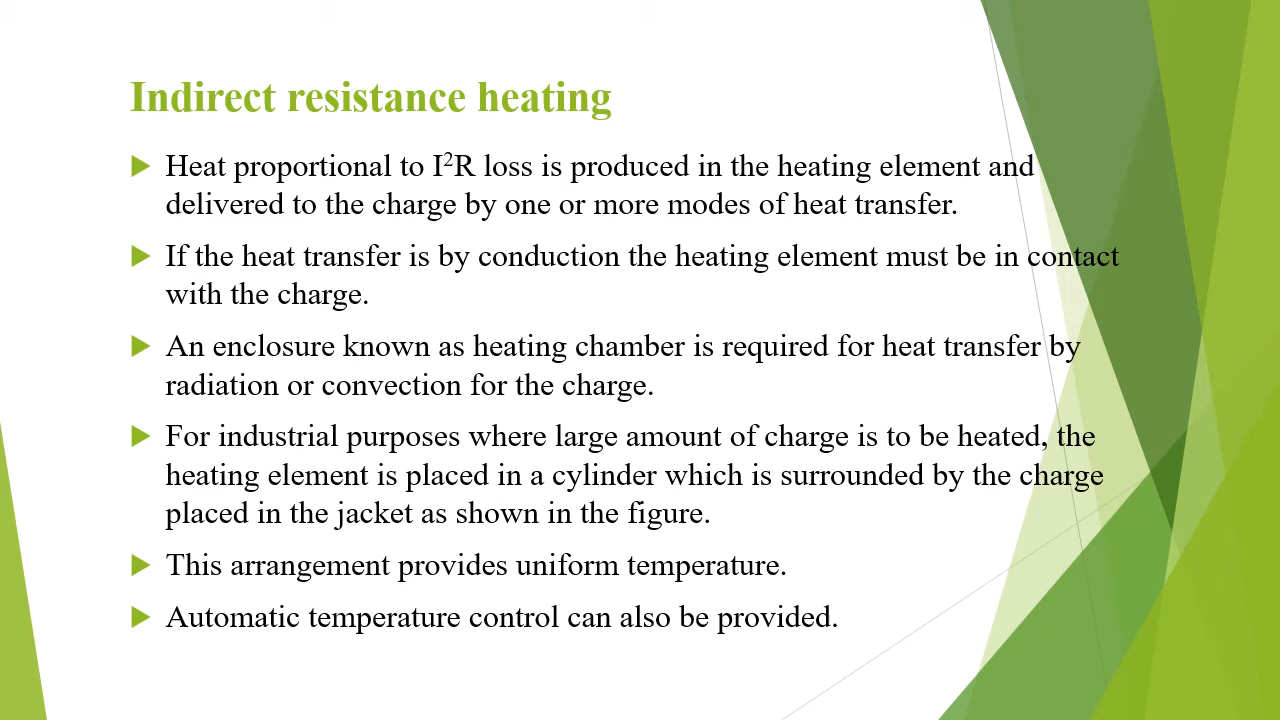 Indirect resistance heating
Heat proportional to I²R loss is produced in the heating element and
delivered to the charge by one or more modes of heat transfer.
If the heat transfer is by conduction the heating element must be in contact
with the charge.
An enclosure known as heating chamber is required for heat transfer by
radiation or convection for the charge.
For industrial purposes where large amount of charge is to be heated, the
heating element is placed in a cylinder which is surrounded by the charge
placed in the jacket as shown in the figure.
This arrangement provides uniform temperature.
Automatic temperature control can also be provided.